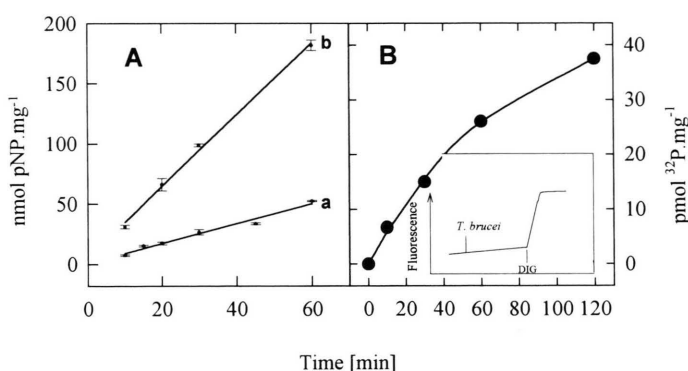 A
B
nmol pNP.mg-1
200
150
100
50
0
b
a
0 20 40 60
Fluorescence
T. brucei
DIG
0 20 40 60 80 100 120
40
30
20
10
0
pmol 32P.mg-1
Time [min]